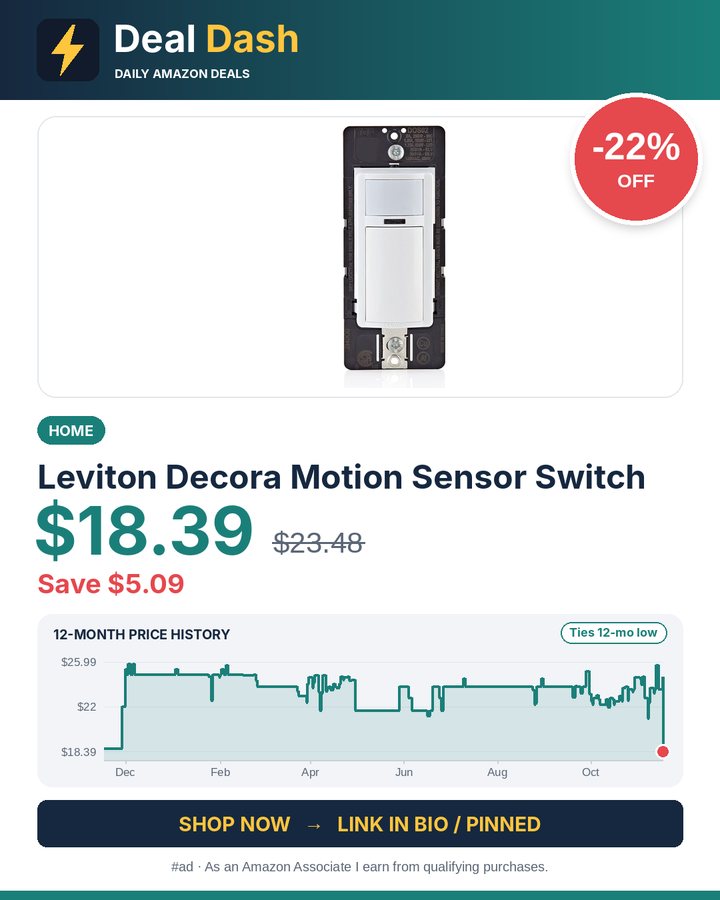 Deal Dash
DAILY AMAZON DEALS
-22%
OFF
HOME
Leviton Decora Motion Sensor Switch
$18.39 $23.48
Save $5.09
12-MONTH PRICE HISTORY
Ties 12-mo low
$25.99
$22
$18.39
Dec Feb Apr Jun Aug Oct
SHOP NOW → LINK IN BIO / PINNED
#ad · As an Amazon Associate I earn from qualifying purchases.